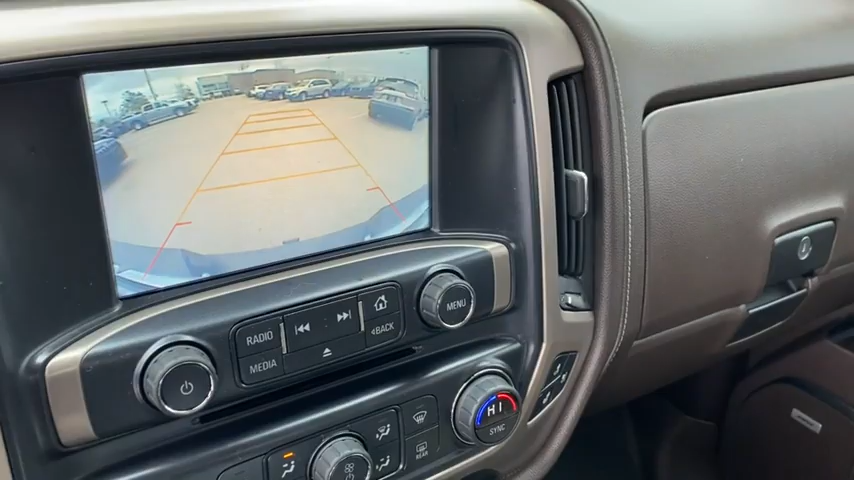 RADIO
MEDIA
<BACK
MENU
HI
SYNC
REAR